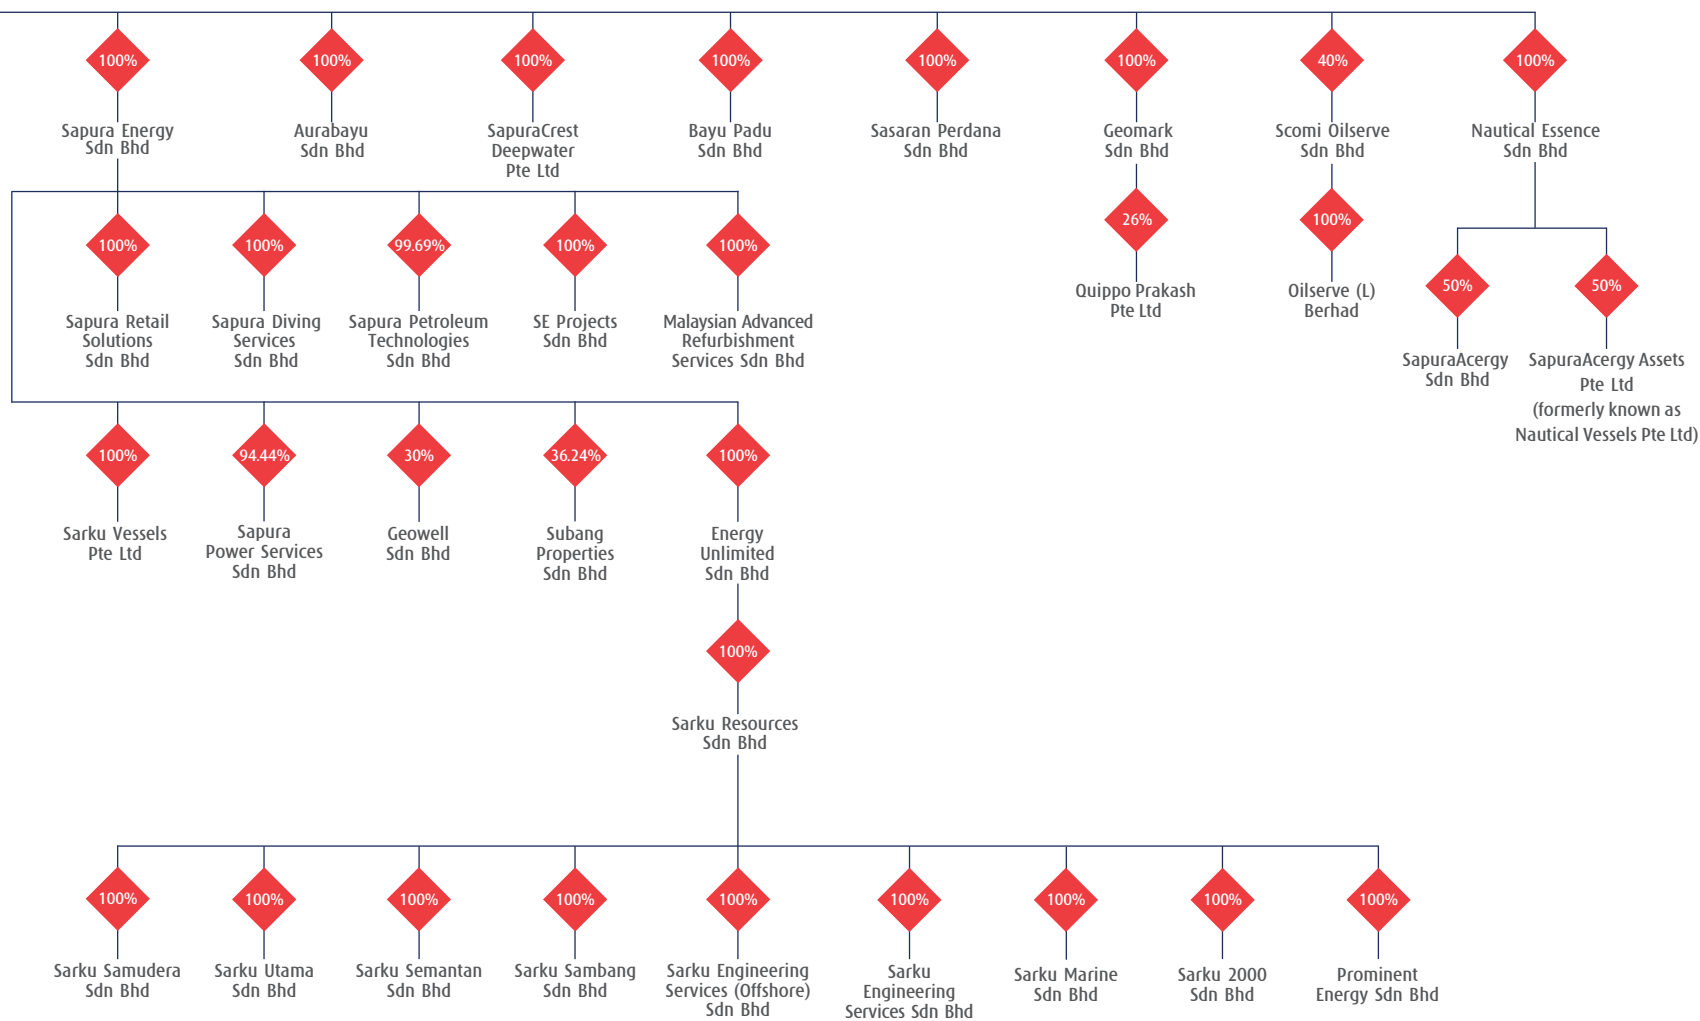 100%
100%
100%
100%
100%
100%
40%
100%
Sapura Energy
Sdn Bhd
Aurabayu
Sdn Bhd
SapuraCrest
Deepwater
Pte Ltd
Bayu Padu
Sdn Bhd
Sasaran Perdana
Sdn Bhd
Geomark
Sdn Bhd
Scomi Oilserve
Sdn Bhd
Nautical Essence
Sdn Bhd
26%
100%
Quippo Prakash
Pte Ltd
Oilserve (L)
Berhad
50%
50%
SapuraAcergy
Sdn Bhd
SapuraAcergy Assets
Pte Ltd
(formerly known as
Nautical Vessels Pte Ltd)
100%
100%
99.69%
100%
100%
Sapura Retail
Solutions
Sdn Bhd
Sapura Diving
Services
Sdn Bhd
Sapura Petroleum
Technologies
Sdn Bhd
SE Projects
Sdn Bhd
Malaysian Advanced
Refurbishment
Services Sdn Bhd
100%
94.44%
30%
36.24%
100%
Sarku Vessels
Pte Ltd
Sapura
Power Services
Sdn Bhd
Geowell
Sdn Bhd
Subang
Properties
Sdn Bhd
Energy
Unlimited
Sdn Bhd
100%
Sarku Resources
Sdn Bhd
100%
100%
100%
100%
100%
100%
100%
100%
100%
Sarku Samudera
Sdn Bhd
Sarku Utama
Sdn Bhd
Sarku Semantan
Sdn Bhd
Sarku Sambang
Sdn Bhd
Sarku Engineering
Services (Offshore)
Sdn Bhd
Sarku
Engineering
Services Sdn Bhd
Sarku Marine
Sdn Bhd
Sarku 2000
Sdn Bhd
Prominent
Energy Sdn Bhd